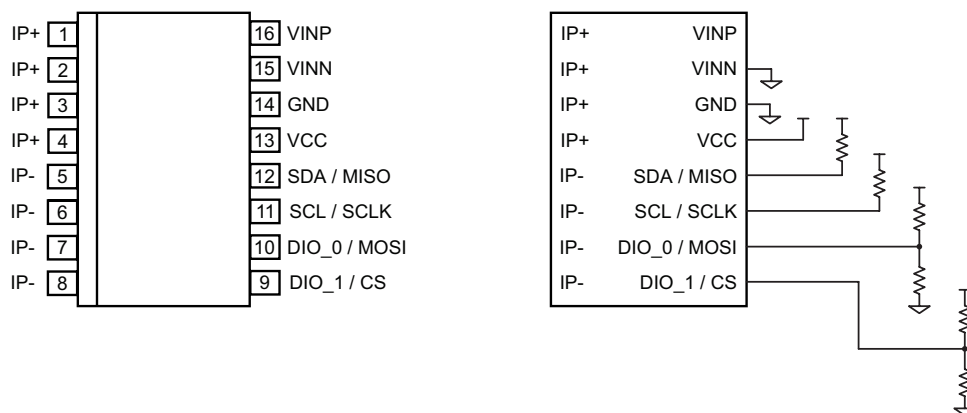 IP+ 1 16 VINP
IP+ 2 15 VINN
IP+ 3 14 GND
IP+ 4 13 VCC
IP- 5 12 SDA / MISO
IP- 6 11 SCL / SCLK
IP- 7 10 DIO_0 / MOSI
IP- 8 9 DIO_1 / CS
IP+ VINP
IP+ VINN
IP+ GND
IP+ VCC
IP- SDA / MISO
IP- SCL / SCLK
IP- DIO_0 / MOSI
IP- DIO_1 / CS